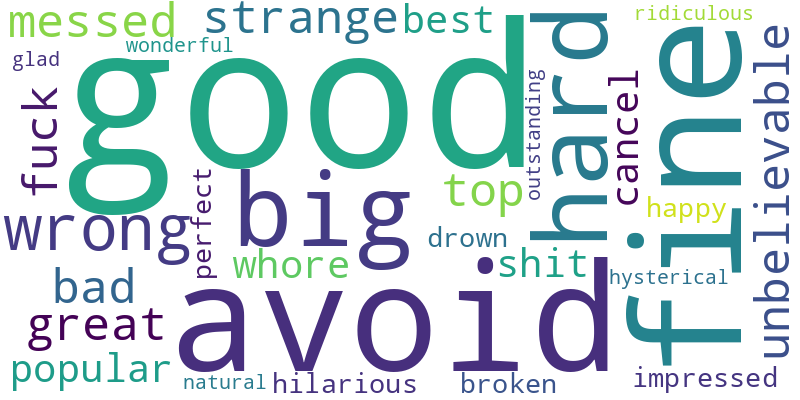 messed
strange
best
ridiculous
wonderful
glad
good
hard
fine
unbelievable
fuck
outstanding
cancel
big
top
perfect
happy
wrong
drown
whore
shit
hysterical
bad
avoid
great
popular
natural
hilarious
broken
impressed